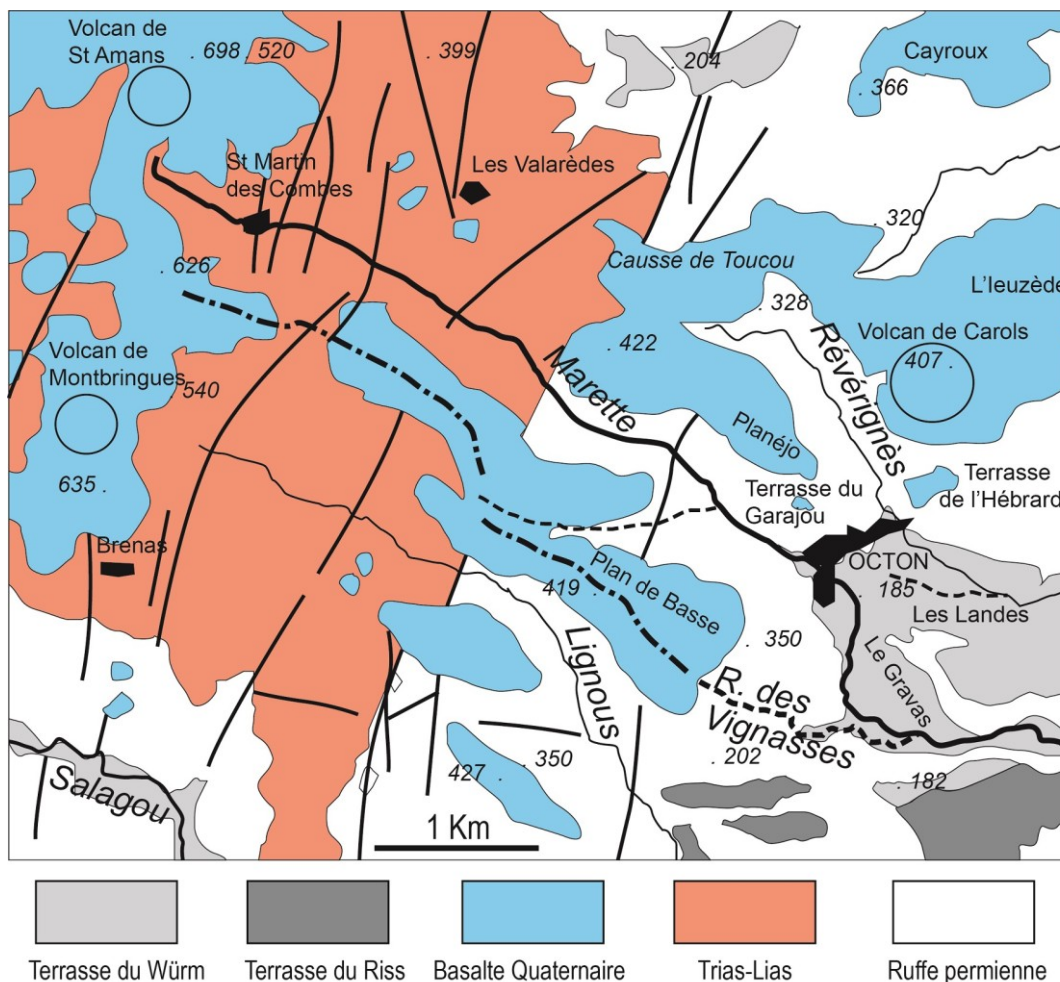 Volcan de
St Amans
. 698
. 520
. 399
. 204
Cayroux
. 366
St Martin
des Combes
Les Valarèdes
. 320
. 626
Causse de Toucou
. 328
L'Ieuzède
Volcan de
Montbringues
. 540
. 422
Marette
Révérignès
Volcan de Carols
407 .
Planéjo
635 .
Terrasse du
Garajou
Terrasse
de l'Hébrard
Brenas
419 .
Plan de Basse
OCTON
. 185
Les Landes
. 350
Le Gravas
Lignous
R. des
Vignasses
Salagou
427 .
. 350
. 202
. 182
1 Km
Terrasse du Würm
Terrasse du Riss
Basalte Quaternaire
Trias-Lias
Ruffe permienne